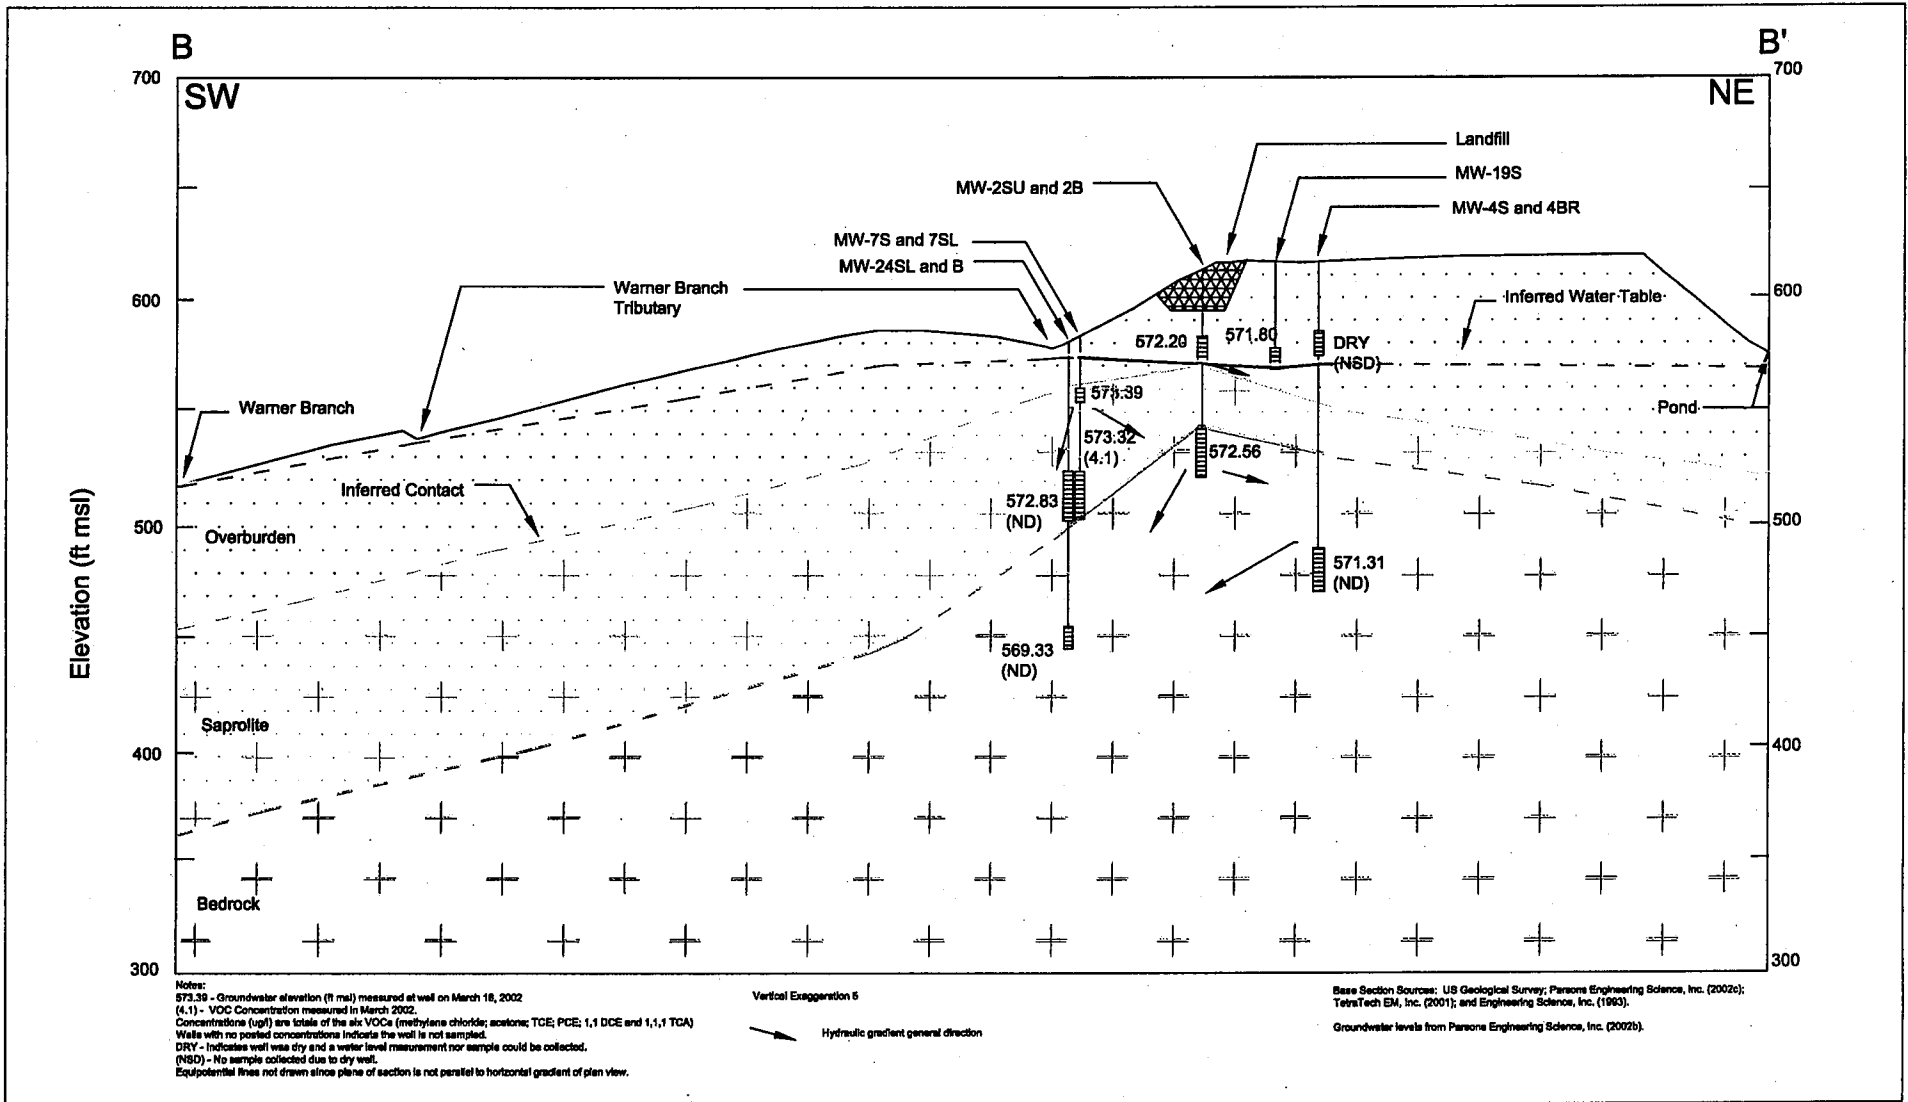 B
B'
700
700
SW
NE
Landfill
MW-19S
MW-2SU and 2B
MW-4S and 4BR
MW-7S and 7SL
MW-24SL and B
Warner Branch
Tributary
600
600
Inferred Water Table
572.20
571.80
DRY
(NSD)
Warner Branch
573.39
Pond
573.32
(4.1)
572.56
Inferred Contact
572.83
(ND)
500
500
Overburden
571.31
(ND)
Elevation (ft msl)
569.33
(ND)
Saprolite
400
400
Bedrock
300
300
Notes:
573.39 - Groundwater elevation (ft msl) measured at well on March 18, 2002
(4.1) - VOC Concentration measured in March 2002.
Concentrations (ug/l) are totals of the six VOCs (methylene chloride; acetone; TCE; PCE; 1,1 DCE and 1,1,1 TCA)
Wells with no posted concentrations indicate the well is not sampled.
DRY - Indicates well was dry and a water level measurement nor sample could be collected.
(NSD) - No sample collected due to dry well.
Equipotential lines not drawn since plane of section is not parallel to horizontal gradient of plan view.
Vertical Exaggeration 5
Hydraulic gradient general direction
Base Section Sources: US Geological Survey; Parsons Engineering Science, Inc. (2002c);
TetraTech EM, Inc. (2001); and Engineering Science, Inc. (1993).
Groundwater levels from Parsons Engineering Science, Inc. (2002b).